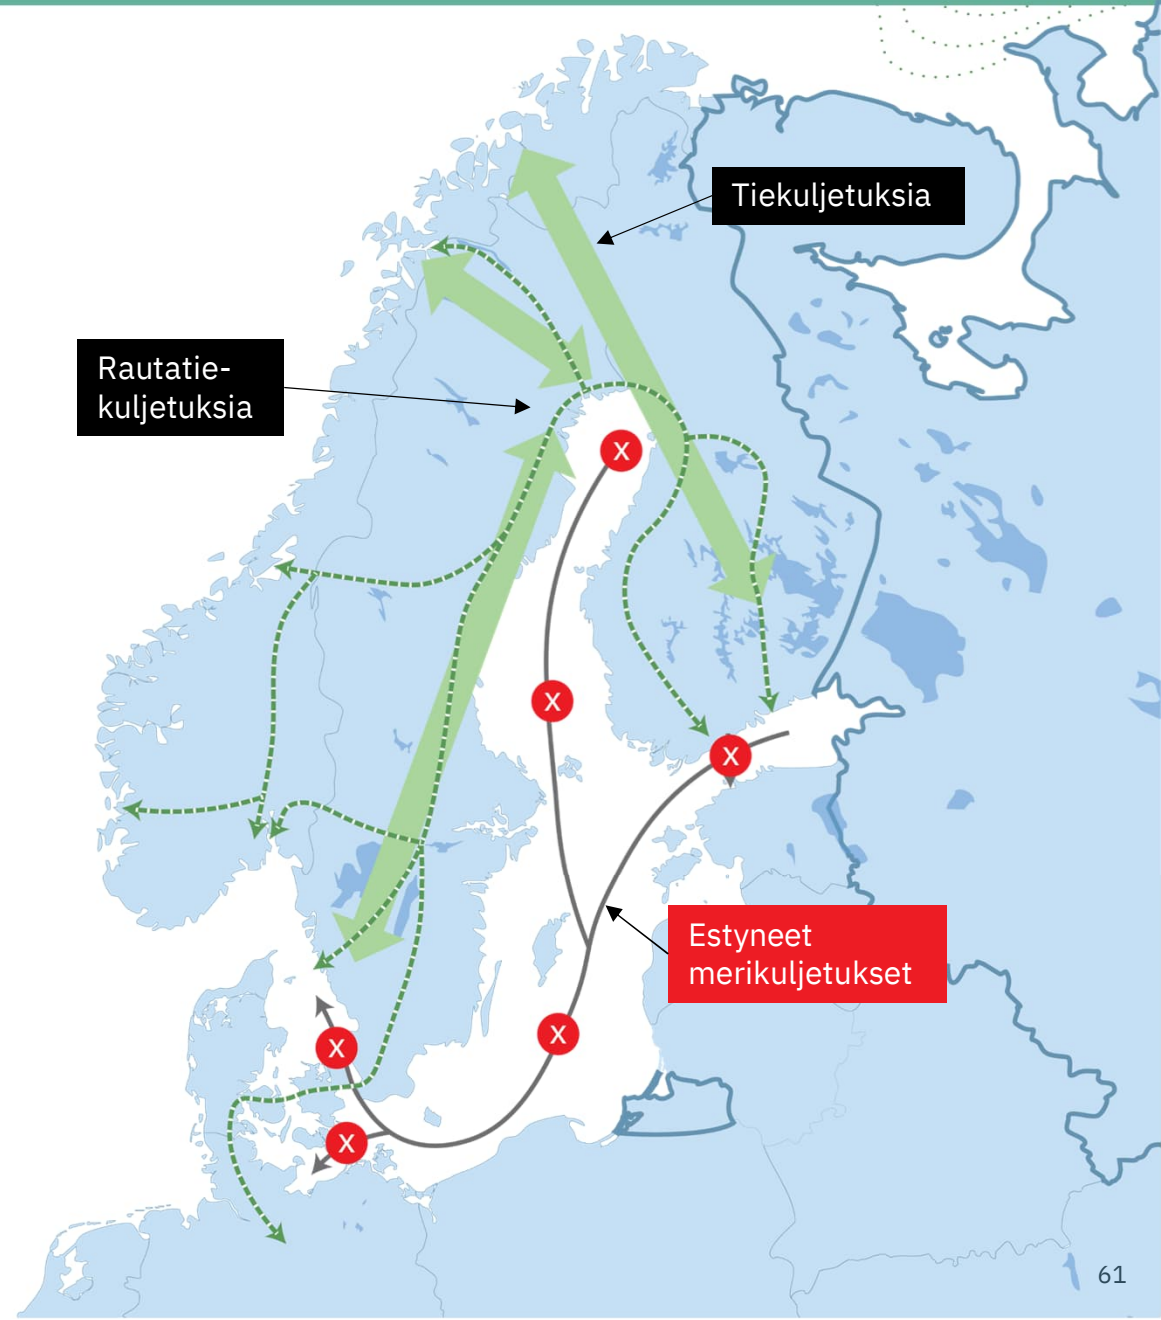 Tiekuljetuksia
Rautatie-
kuljetuksia
X
X
X
Estyneet
merikuljetukset
X
X
X
61